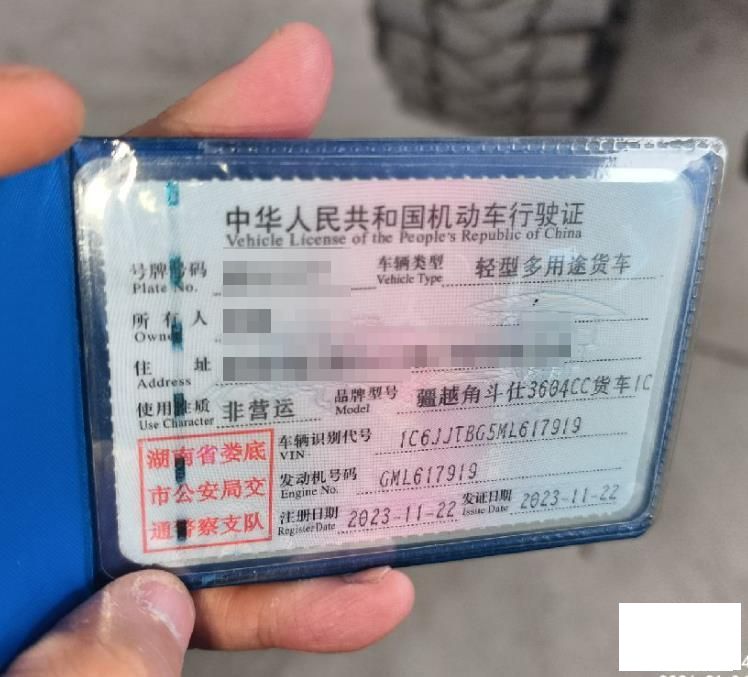 中华人民共和国机动车行驶证
Vehicle License of the People's Republic of China
号牌号码 车辆类型 轻型多用途货车
Plate No. Vehicle Type
所有人
Owner
住址
Address
使用性质 非营运 品牌型号 疆越角斗仕3604CC货车1C
Use Character Model
湖南省娄底
市公安局交
通警察支队
车辆识别代号 1C6JJTBG5ML617919
VIN
发动机号码 GML617919
Engine No.
注册日期 2023-11-22 发证日期 2023-11-22
Register Date Issue Date